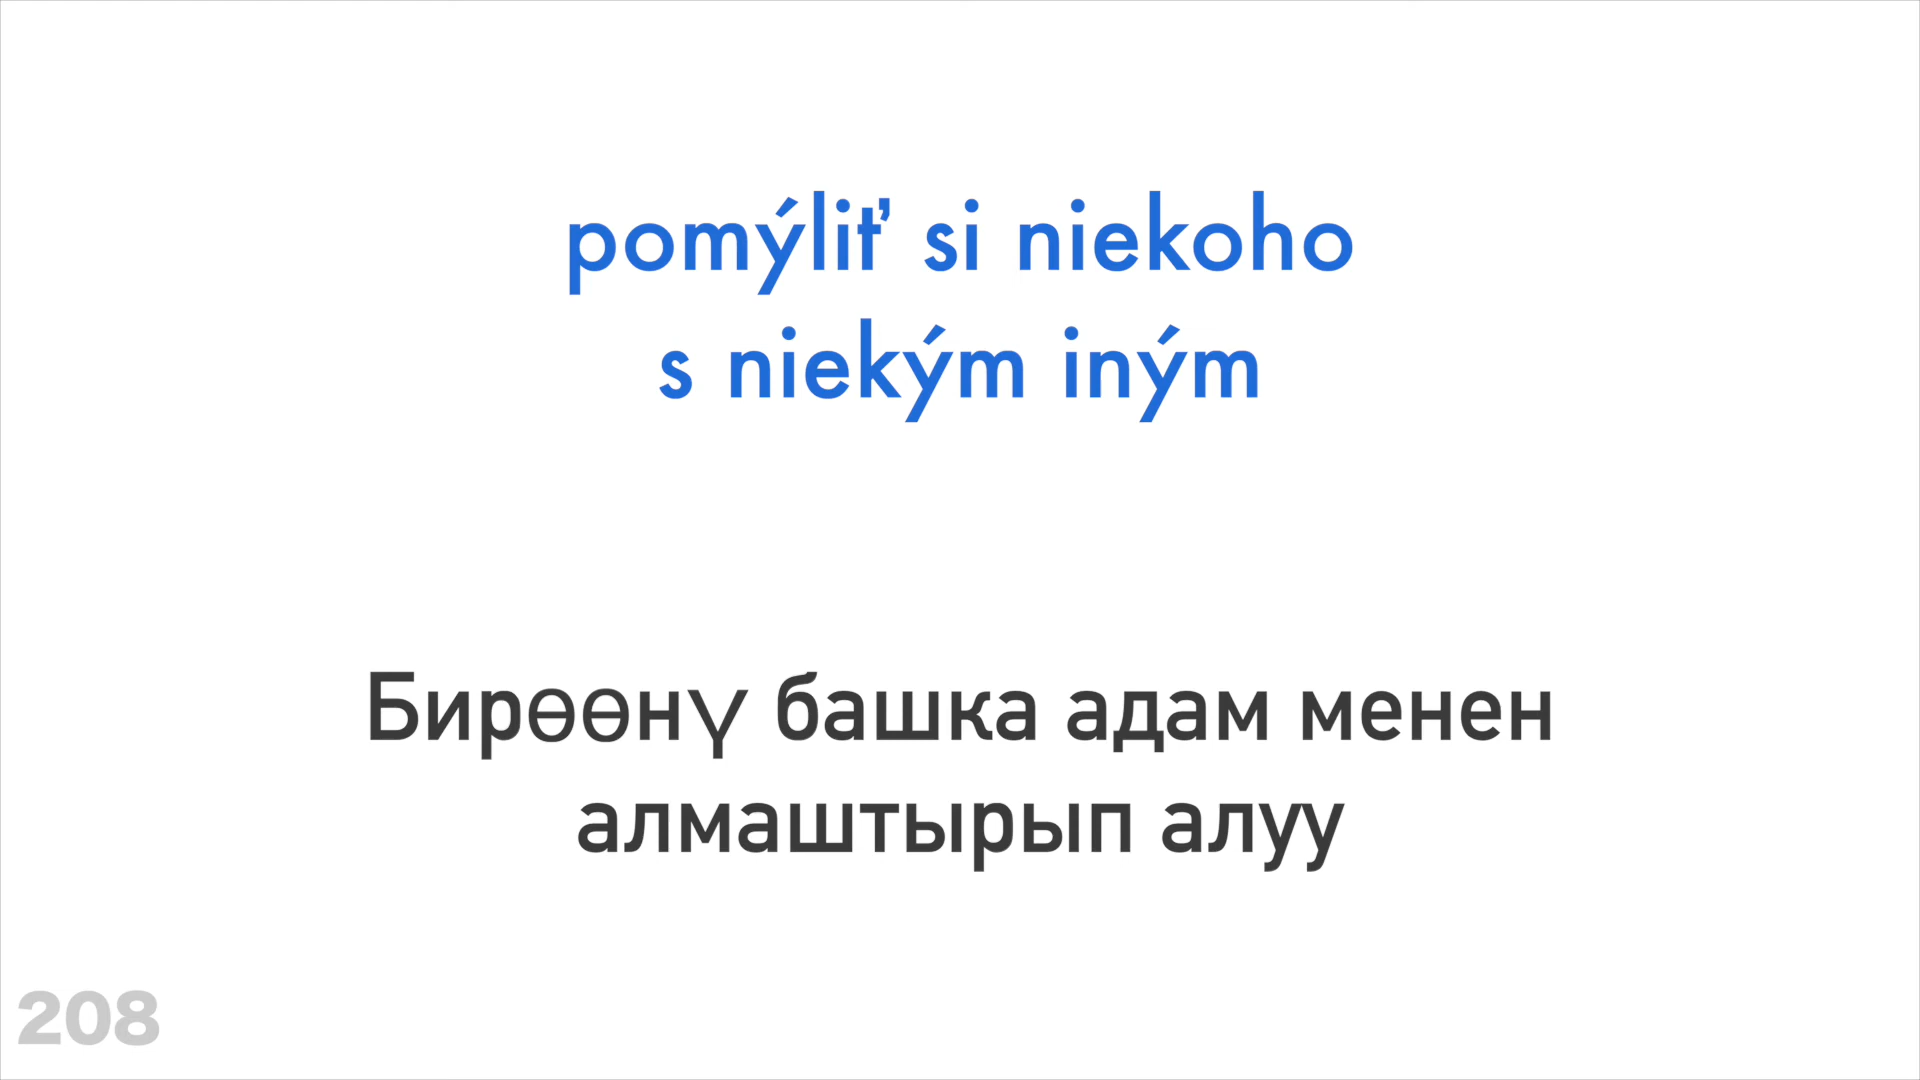 pomýliť si niekoho
s niekým iným
Бирөөнү башка адам менен
алмаштырып алуу
208